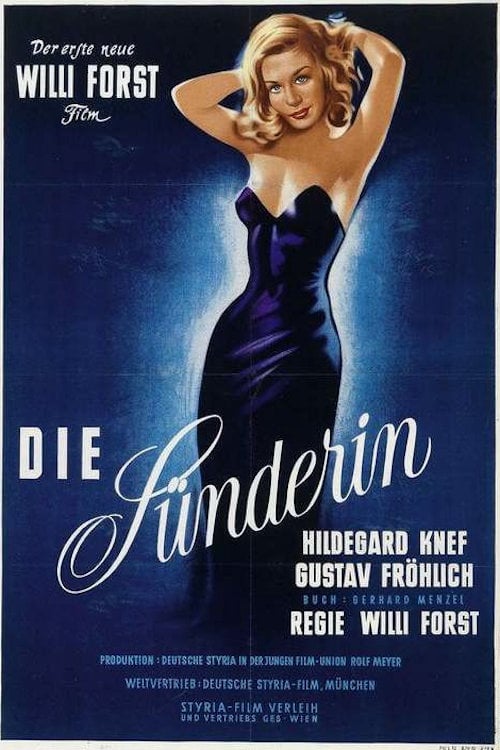 Der erste neue
WILLI FORST
Film
DIE Sünderin
HILDEGARD KNEF
GUSTAV FRÖHLICH
BUCH: GERHARD MENZEL
REGIE WILLI FORST
PRODUKTION: DEUTSCHE STYRIA IN DER JUNGEN FILM-UNION ROLF MEYER
WELTVERTRIEB: DEUTSCHE STYRIA-FILM, MÜNCHEN
STYRIA-FILM VERLEIH
UND VERTRIEBS GES·WIEN